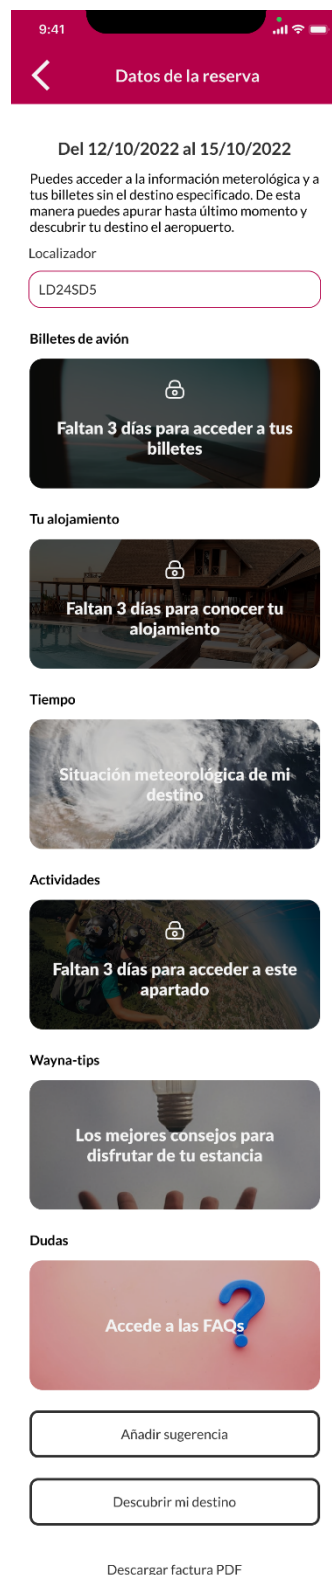 9:41
Datos de la reserva
Del 12/10/2022 al 15/10/2022
Puedes acceder a la información meterológica y a
tus billetes sin el destino especificado. De esta
manera puedes apurar hasta último momento y
descubrir tu destino el aeropuerto.
Localizador
LD24SD5
Billetes de avión
Faltan 3 días para acceder a tus
billetes
Tu alojamiento
Faltan 3 días para conocer tu
alojamiento
Tiempo
Situación meteorológica de mi
destino
Actividades
Faltan 3 días para acceder a este
apartado
Wayna-tips
Los mejores consejos para
disfrutar de tu estancia
Dudas
Accede a las FAQs
Añadir sugerencia
Descubrir mi destino
Descargar factura PDF